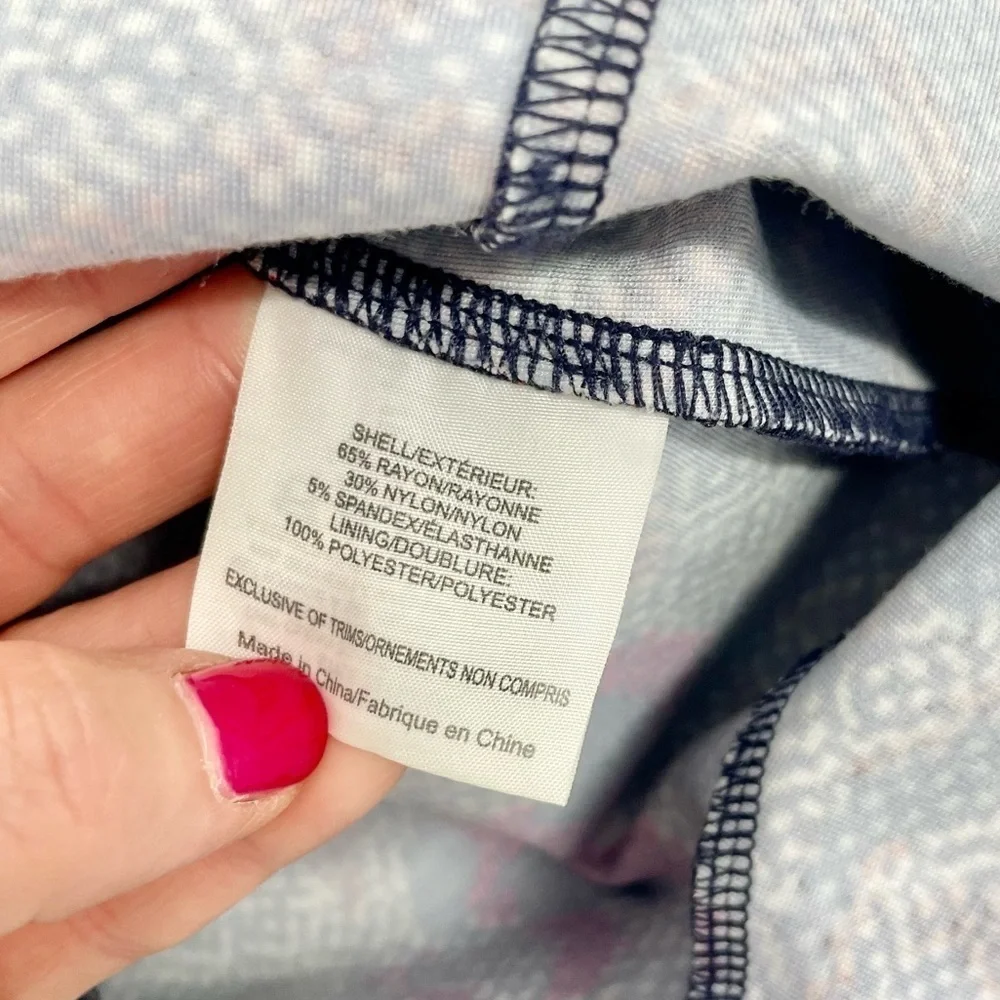 SHELL/EXTÉRIEUR:
65% RAYON/RAYONNE
30% NYLON/NYLON
5% SPANDEX/ÉLASTHANNE
LINING/DOUBLURE:
100% POLYESTER/POLYESTER
EXCLUSIVE OF TRIMS/ORNEMENTS NON COMPRIS
Made in China/Fabrique en Chine